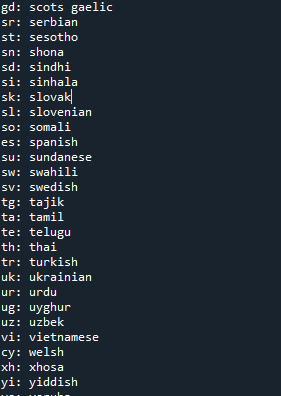 gd: scots gaelic
sr: serbian
st: sesotho
sn: shona
sd: sindhi
si: sinhala
sk: slovak
sl: slovenian
so: somali
es: spanish
su: sundanese
sw: swahili
sv: swedish
tg: tajik
ta: tamil
te: telugu
th: thai
tr: turkish
uk: ukrainian
ur: urdu
ug: uyghur
uz: uzbek
vi: vietnamese
cy: welsh
xh: xhosa
yi: yiddish